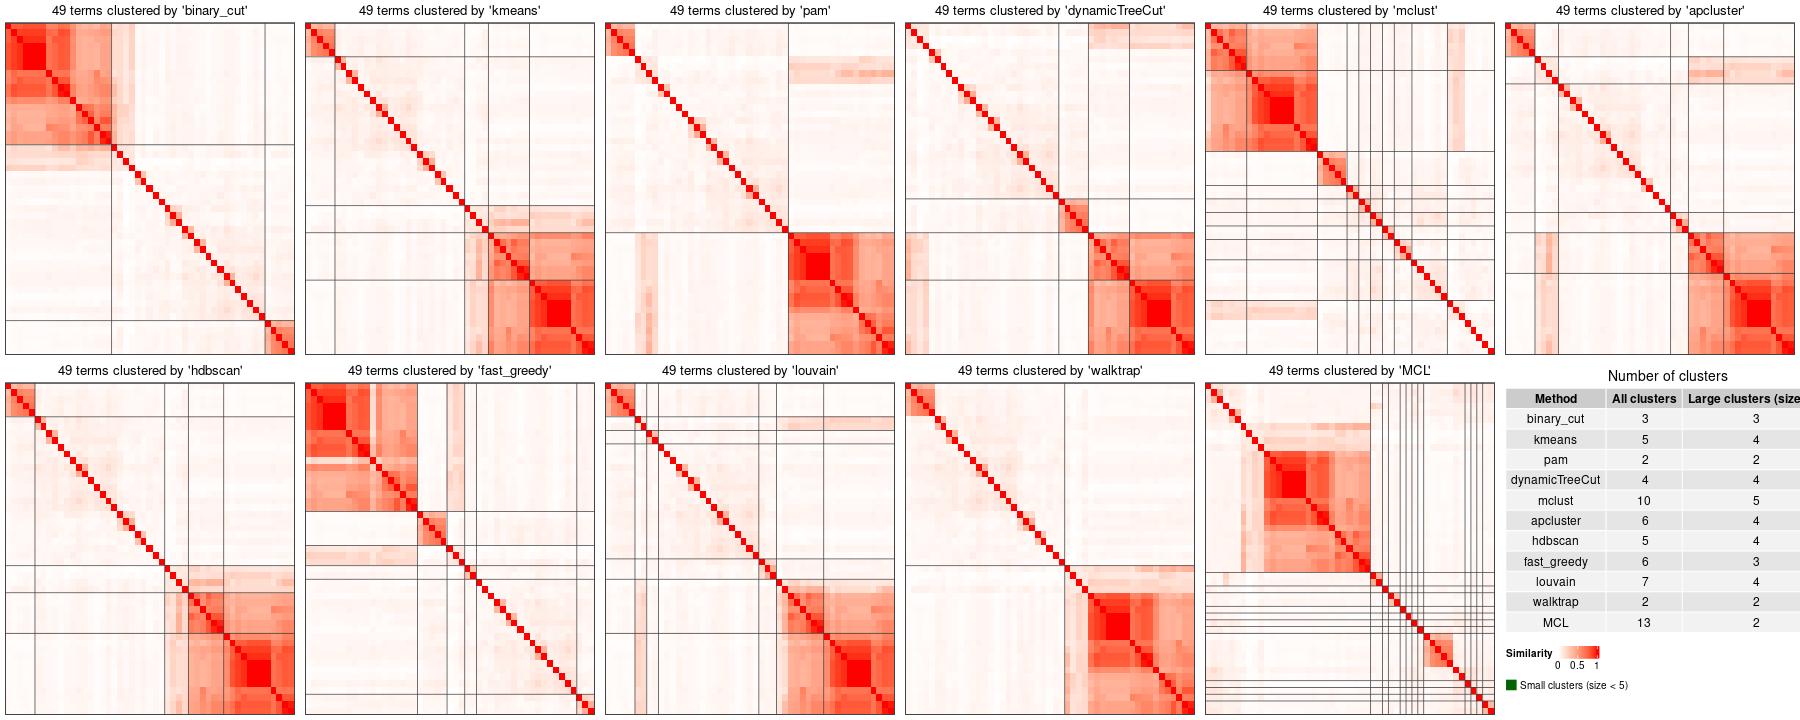 49 terms clustered by 'binary_cut'
49 terms clustered by 'kmeans'
49 terms clustered by 'pam'
49 terms clustered by 'dynamicTreeCut'
49 terms clustered by 'mclust'
49 terms clustered by 'apcluster'
49 terms clustered by 'hdbscan'
49 terms clustered by 'fast_greedy'
49 terms clustered by 'louvain'
49 terms clustered by 'walktrap'
49 terms clustered by 'MCL'
Number of clusters
Method All clusters Large clusters (size
binary_cut 3 3
kmeans 5 4
pam 2 2
dynamicTreeCut 4 4
mclust 10 5
apcluster 6 4
hdbscan 5 4
fast_greedy 6 3
louvain 7 4
walktrap 2 2
MCL 13 2
Similarity
0 0.5 1
Small clusters (size < 5)